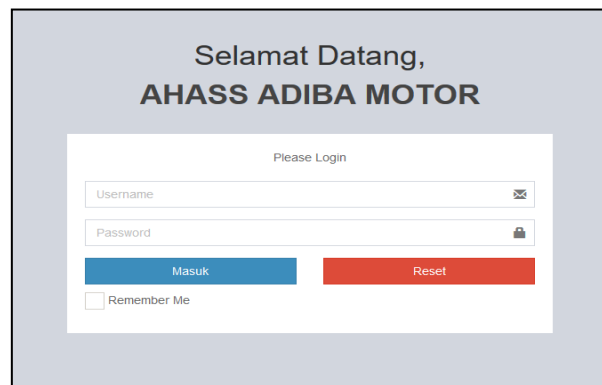 Selamat Datang,
AHASS ADIBA MOTOR
Please Login
Username
Password
Masuk Reset
Remember Me